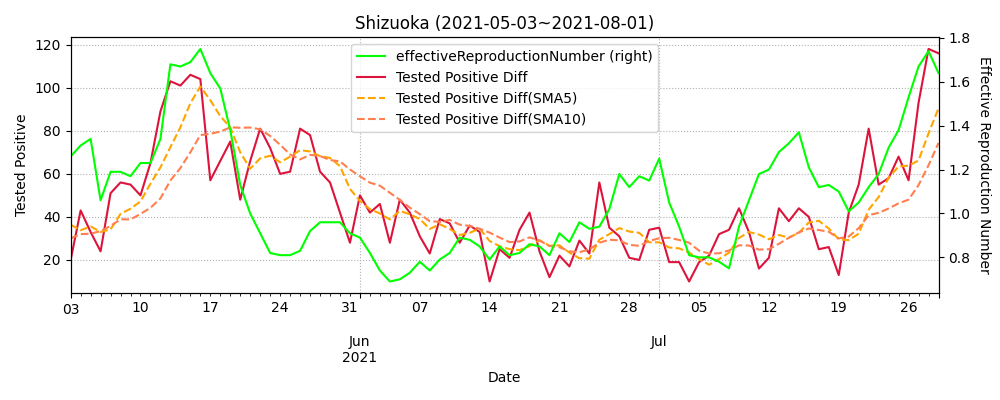 Shizuoka (2021-05-03~2021-08-01)
effectiveReproductionNumber (right)
Tested Positive Diff
Tested Positive Diff(SMA5)
Tested Positive Diff(SMA10)
Tested Positive
120
100
80
60
40
20
1.8
1.6
1.4
1.2
1.0
0.8
Effective Reproduction Number
03 10 17 24 31 07 14 21 28 05 12 19 26
Jun Jul
2021
Date